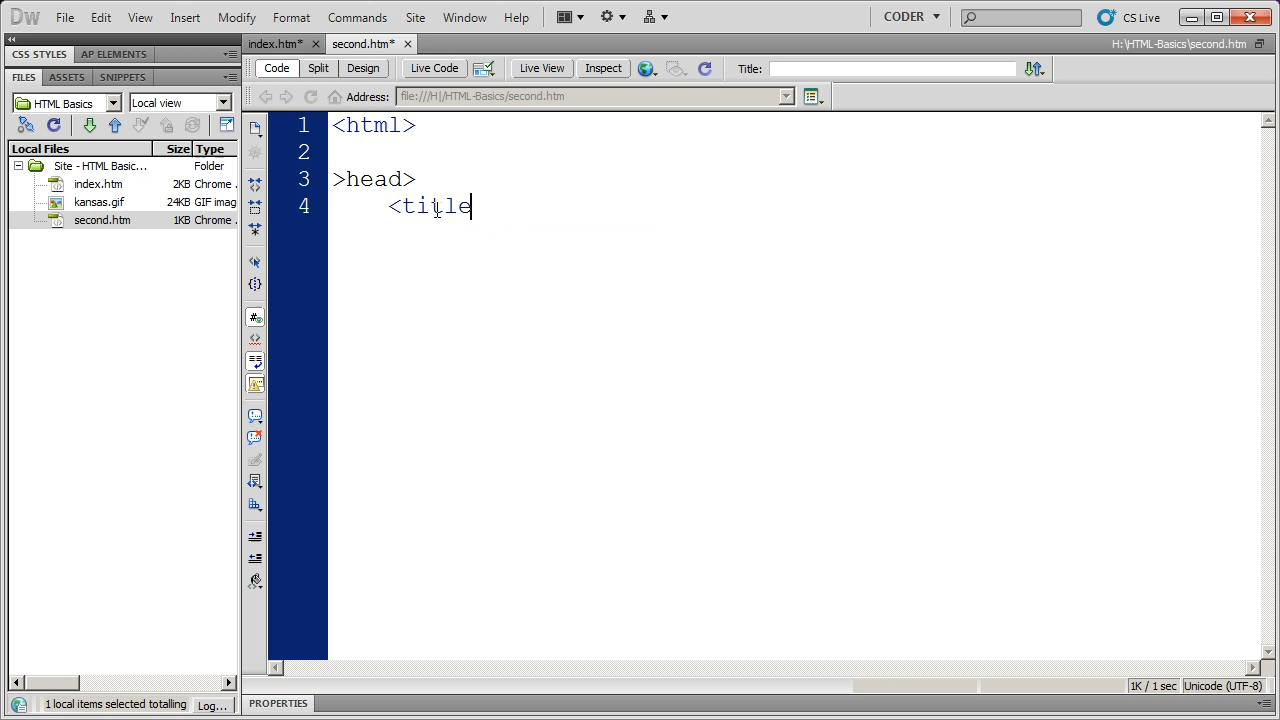 Dw File Edit View Insert Modify Format Commands Site Window Help CODER CS Live
CSS STYLES AP ELEMENTS
index.htm* second.htm* H:\HTML-Basics\second.htm
FILES ASSETS SNIPPETS
Code Split Design Live Code Live View Inspect Title:
HTML Basics Local view
Address: file:///H|/HTML-Basics/second.htm
Local Files Size Type
Site - HTML Basic... Folder
index.htm 2KB Chrome
kansas.gif 24KB GIF imag
second.htm 1KB Chrome
1 <html>
2
3 >head>
4 <title
1K / 1 sec Unicode (UTF-8)
1 local items selected totalling Log...
PROPERTIES